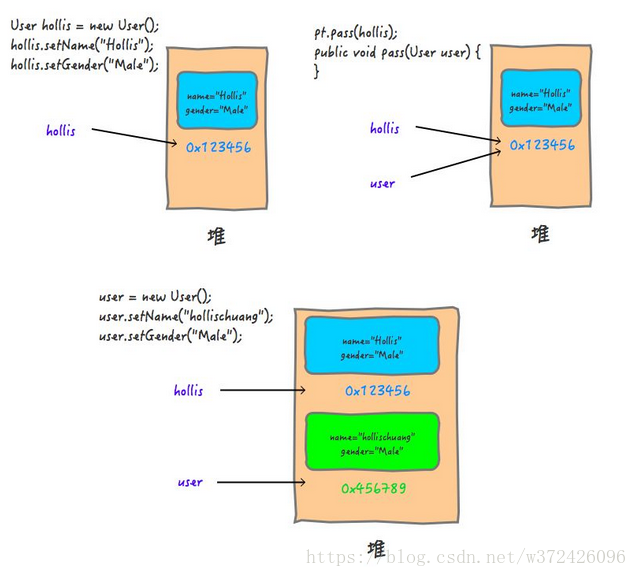 User hollis = new User();
hollis.setName("Hollis");
hollis.setGender("Male");
name="Hollis"
gender="Male"
hollis
0x123456
堆
pt.pass(hollis);
public void pass(User user) {
}
name="Hollis"
gender="Male"
hollis
0x123456
user
堆
user = new User();
user.setName("hollischuang");
user.setGender("Male");
name="Hollis"
gender="Male"
hollis
0x123456
name="hollischuang"
gender="Male"
user
0x456789
堆
https://blog.csdn.net/w372426096